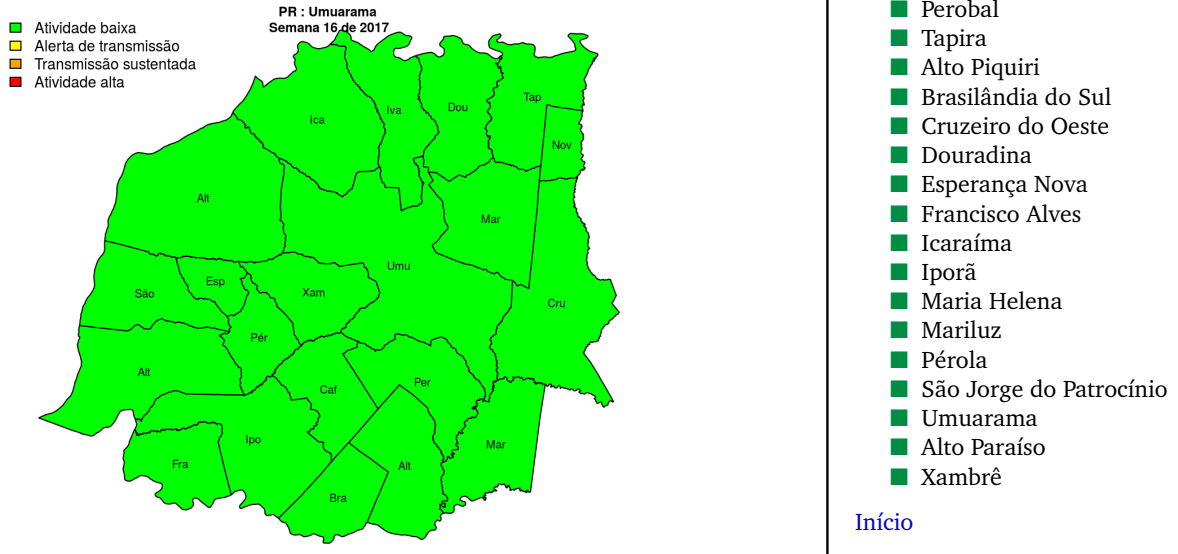 PR : Umuarama
Semana 16 de 2017
Atividade baixa
Alerta de transmissão
Transmissão sustentada
Atividade alta
Ica
Iva
Dou
Tap
Nov
Alt
Mar
Umu
Esp
São
Xam
Cru
Pér
Alt
Caf
Per
Ipo
Mar
Fra
Alt
Bra
Perobal
Tapira
Alto Piquiri
Brasilândia do Sul
Cruzeiro do Oeste
Douradina
Esperança Nova
Francisco Alves
Icaraíma
Iporã
Maria Helena
Mariluz
Pérola
São Jorge do Patrocínio
Umuarama
Alto Paraíso
Xambrê
Início